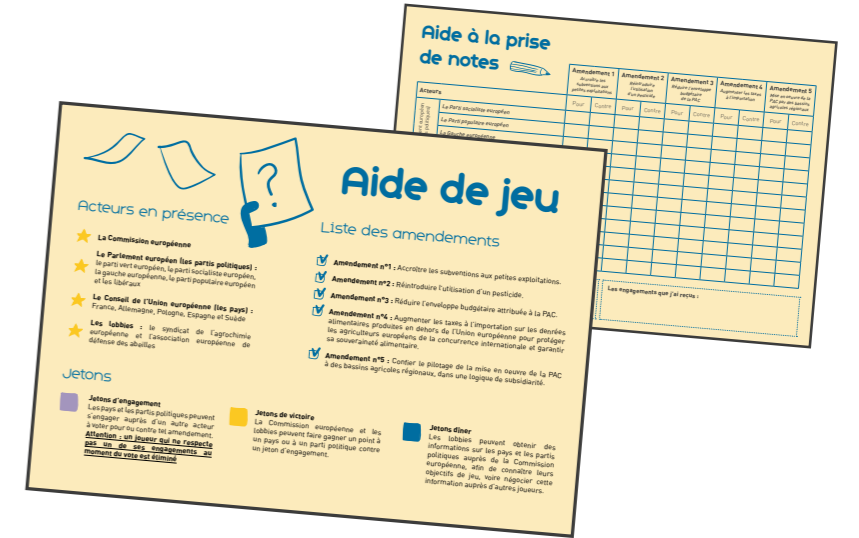 Aide à la prise
de notes
Amendement 1
Accroître les
subventions aux
petites exploitations
Amendement 2
Réintroduire
l'utilisation
d'un pesticide
Amendement 3
Réduire l'enveloppe
budgétaire
de la PAC
Amendement 4
Augmenter les taxes
à l'importation
Amendement 5
Mise en oeuvre de la
PAC par des bassins
agricoles régionaux
Acteurs
Pour Contre Pour Contre Pour Contre Pour Contre Pour Contre
Le Parti socialiste européen
Le Parti populaire européen
La Gauche européenne
Les engagements que j'ai reçus :
Aide de jeu
Acteurs en présence
La Commission européenne
Le Parlement européen (les partis politiques) :
le parti vert européen, le parti socialiste européen,
la gauche européenne, le parti populaire européen
et les libéraux
Le Conseil de l'Union européenne (les pays) :
France, Allemagne, Pologne, Espagne et Suède
Les lobbies : le syndicat de l'agrochimie
européenne et l'association européenne de
défense des abeilles
Liste des amendements
Amendement n°1 : Accroître les subventions aux petites exploitations.
Amendement n°2 : Réintroduire l'utilisation d'un pesticide.
Amendement n°3 : Réduire l'enveloppe budgétaire attribuée à la PAC.
Amendement n°4 : Augmenter les taxes à l'importation sur les denrées
alimentaires produites en dehors de l'Union européenne pour protéger
les agriculteurs européens de la concurrence internationale et garantir
sa souveraineté alimentaire.
Amendement n°5 : Confier le pilotage de la mise en oeuvre de la PAC
à des bassins agricoles régionaux, dans une logique de subsidiarité.
Jetons
Jetons d'engagement
Les pays et les partis politiques peuvent
s'engager auprès d'un autre acteur
à voter pour ou contre tel amendement.
Attention : un joueur qui ne respecte
pas un de ses engagements au
moment du vote est éliminé
Jetons de victoire
La Commission européenne et les
lobbies peuvent faire gagner un point à
un pays ou à un parti politique contre
un jeton d'engagement.
Jetons dîner
Les lobbies peuvent obtenir des
informations sur les pays et les partis
politiques auprès de la Commission
européenne, afin de connaître leurs
objectifs de jeu, voire négocier cette
information auprès d'autres joueurs.